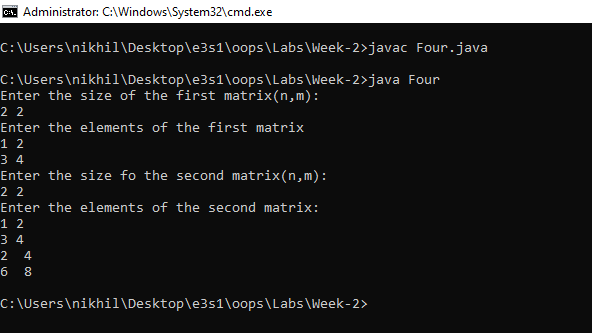 Administrator: C:\Windows\System32\cmd.exe
C:\Users\nikhil\Desktop\e3s1\oops\Labs\Week-2>javac Four.java
C:\Users\nikhil\Desktop\e3s1\oops\Labs\Week-2>java Four
Enter the size of the first matrix(n,m):
2 2
Enter the elements of the first matrix
1 2
3 4
Enter the size fo the second matrix(n,m):
2 2
Enter the elements of the second matrix:
1 2
3 4
2  4
6  8
C:\Users\nikhil\Desktop\e3s1\oops\Labs\Week-2>